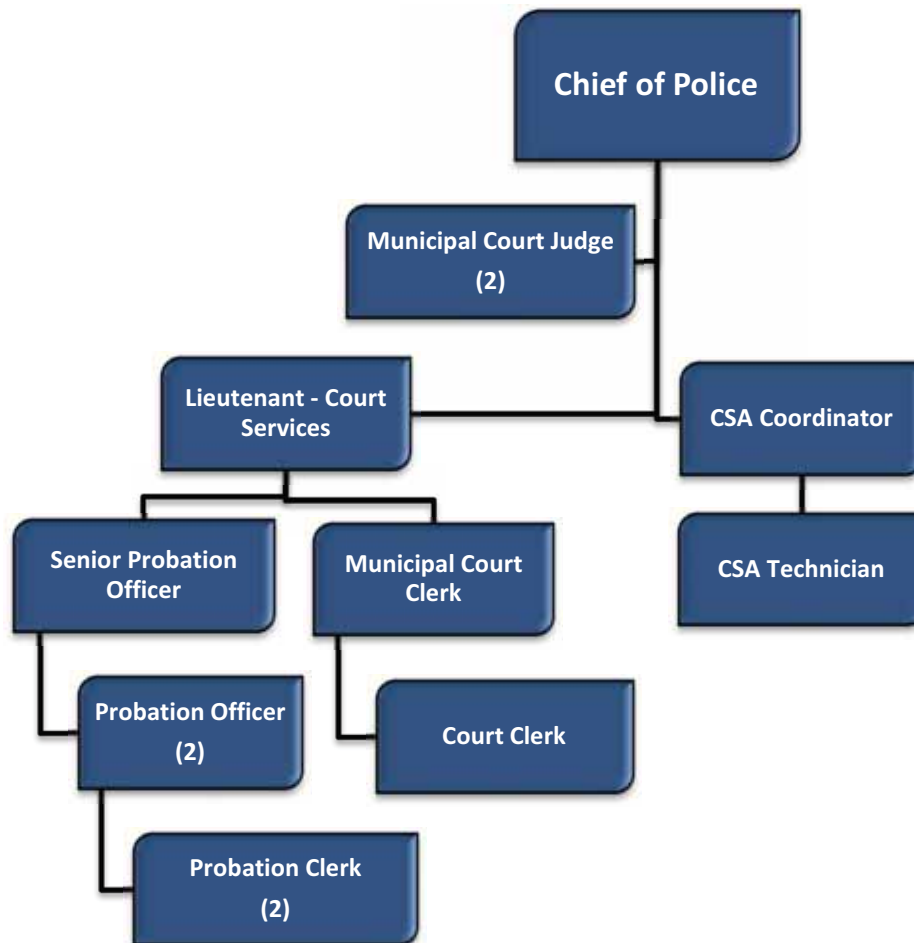 Chief of Police
Municipal Court Judge
(2)
Lieutenant - Court
Services
CSA Coordinator
Senior Probation
Officer
Municipal Court
Clerk
CSA Technician
Probation Officer
(2)
Court Clerk
Probation Clerk
(2)